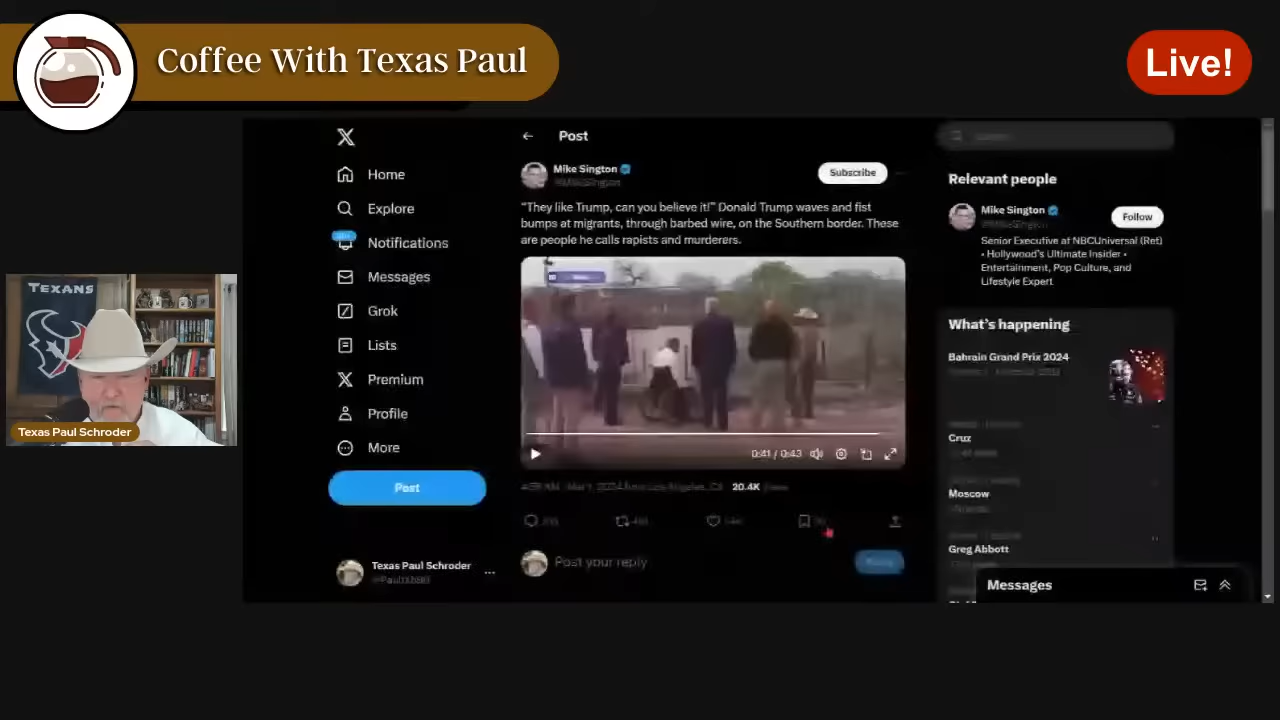 Coffee With Texas Paul
Live!
TEXANS
Texas Paul Schroder
X
Home
Explore
Notifications
Messages
Grok
Lists
Premium
Profile
More
Post
Texas Paul Schroder
Post
Mike Sington
Subscribe
“They like Trump, can you believe it!” Donald Trump waves and fist
bumps at migrants, through barbed wire, on the Southern border. These
are people he calls rapists and murderers.
0:41 / 0:43
20.4K
Post your reply
Relevant people
Mike Sington
Follow
Senior Executive at NBCUniversal (Ret)
• Hollywood’s Ultimate Insider •
Entertainment, Pop Culture, and
Lifestyle Expert
What’s happening
Bahrain Grand Prix 2024
Cruz
Moscow
Greg Abbott
Messages